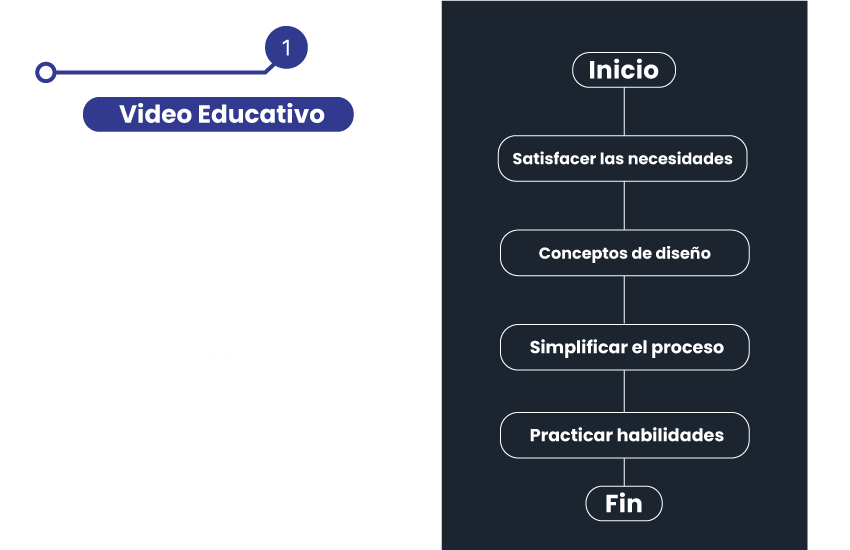 1
Video Educativo
Inicio
Satisfacer las necesidades
Conceptos de diseño
Simplificar el proceso
Practicar habilidades
Fin